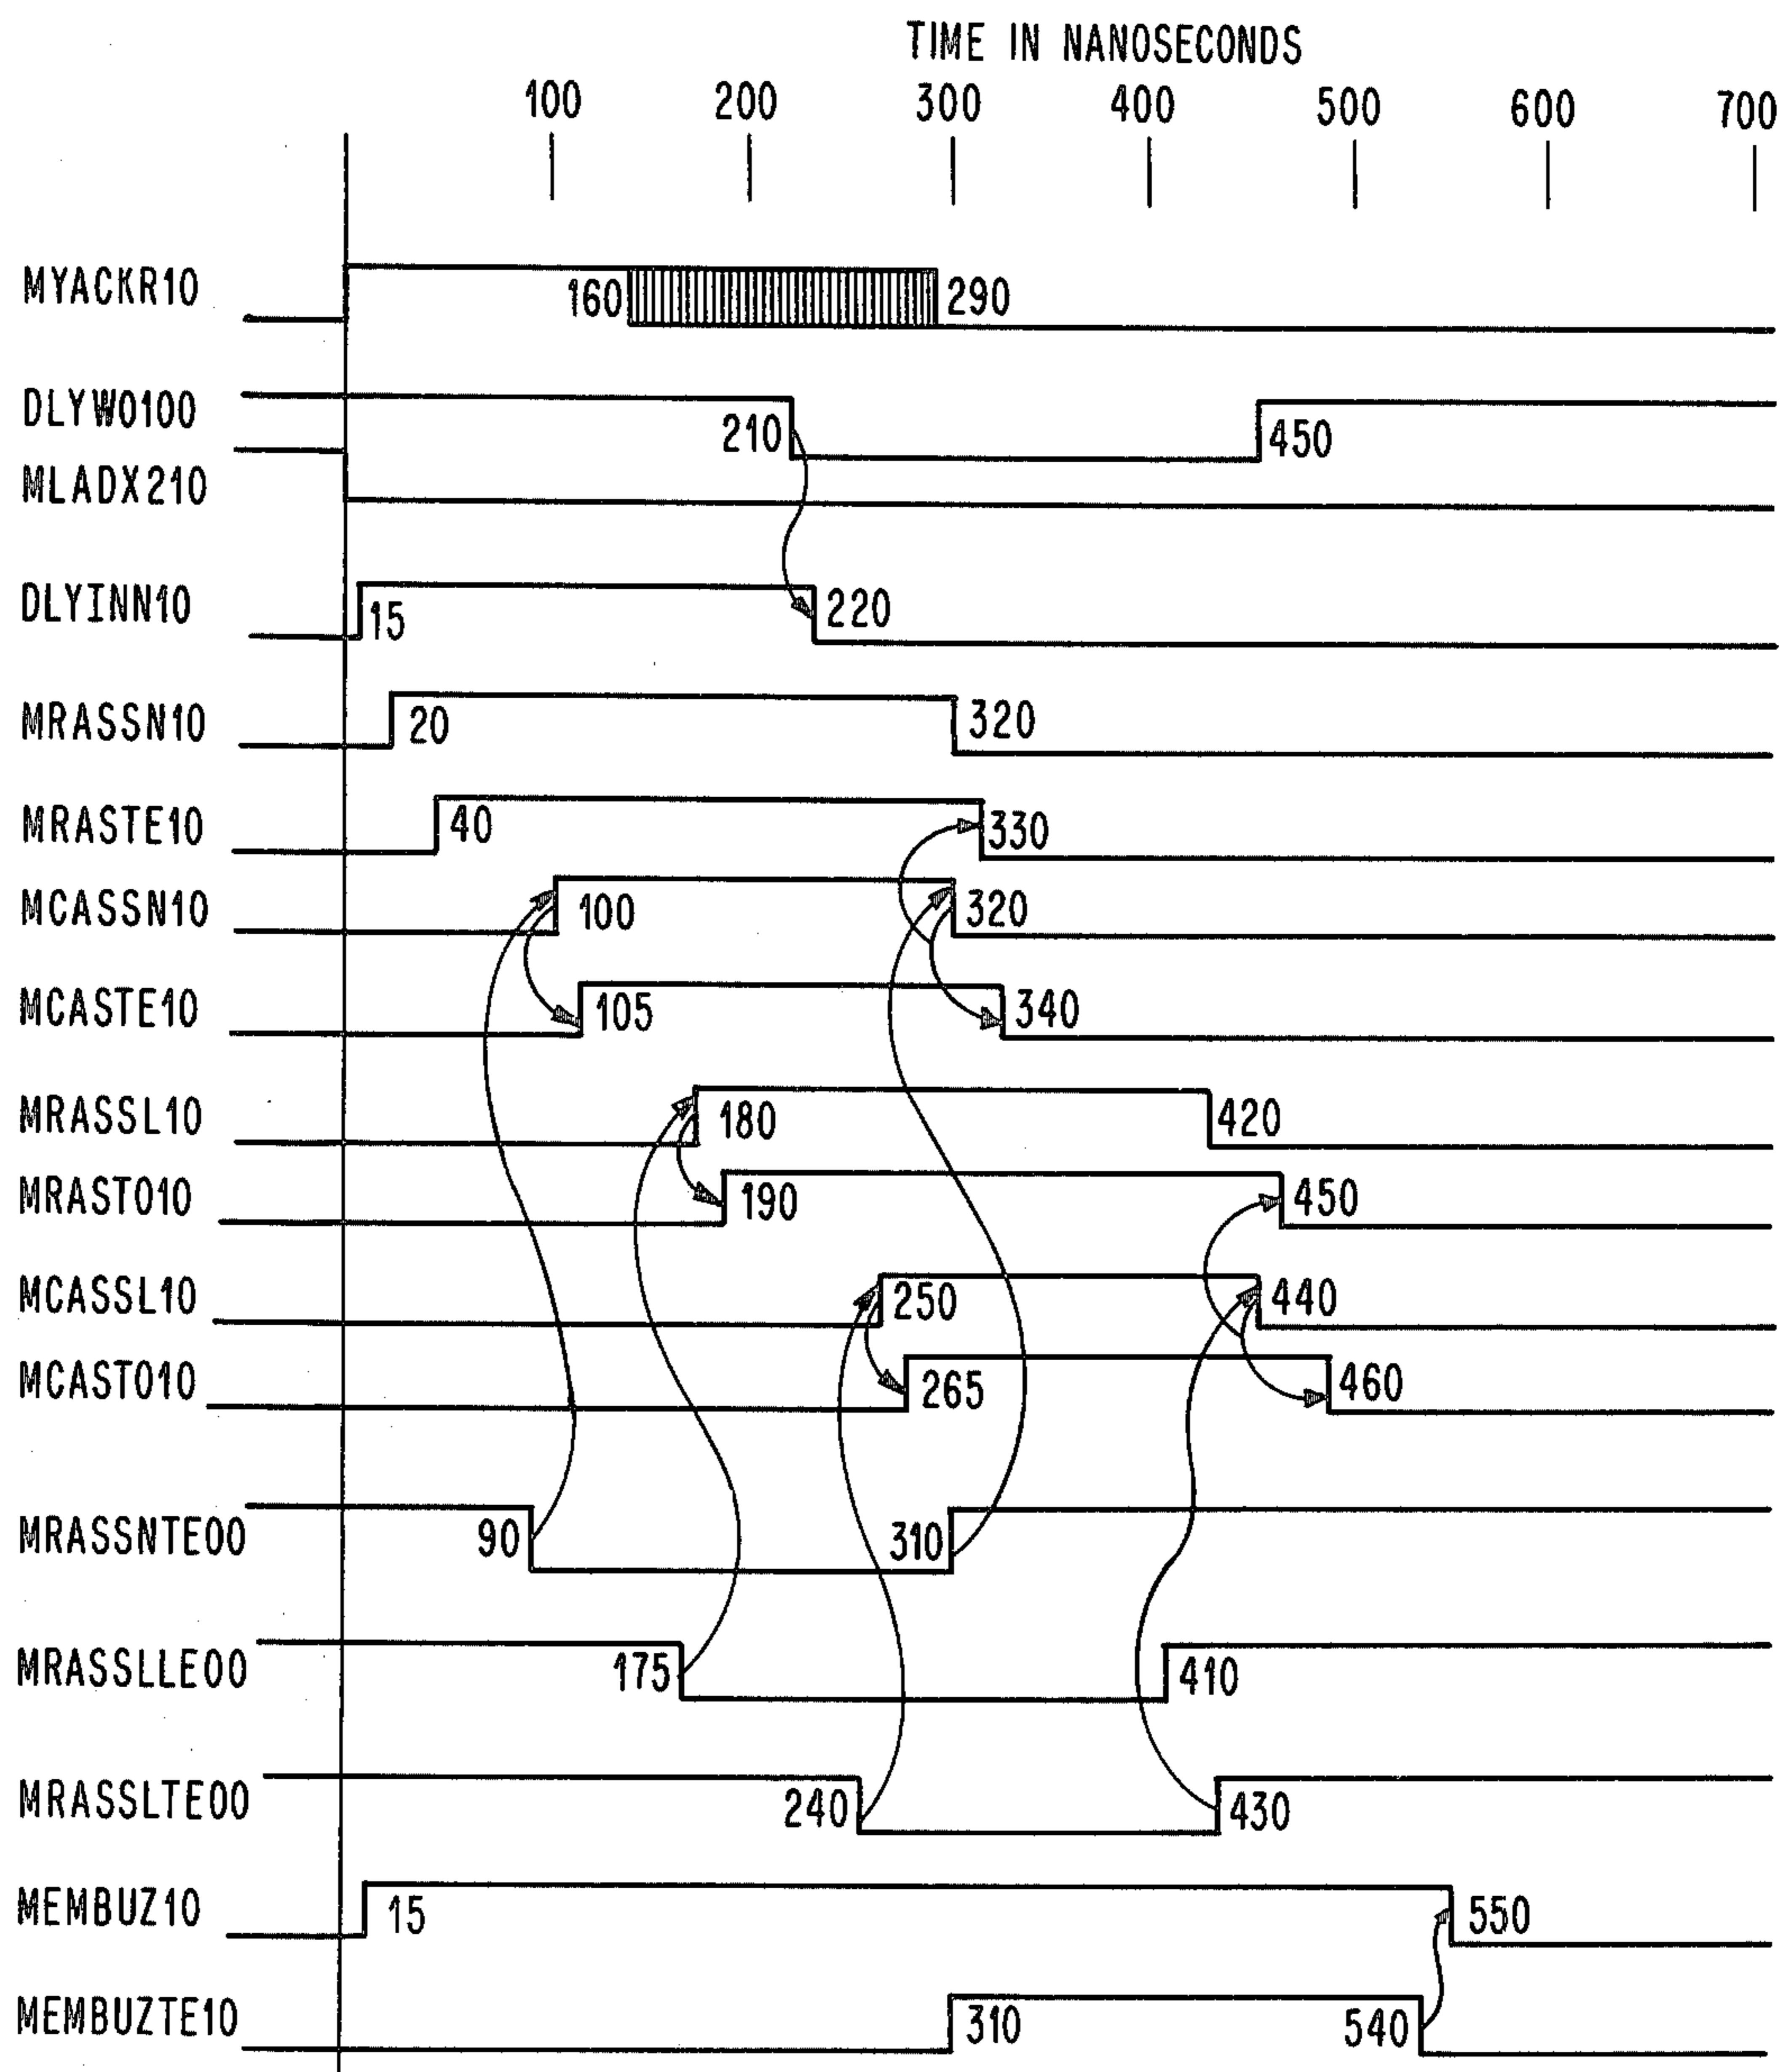 TIME IN NANOSECONDS
100 200 300 400 500 600 700
MYACKR10 160 290
DLYW0100 210 450
MLADX210
DLYINN10 15 220
MRASSN10 20 320
MRASTE10 40 330
MCASSN10 100 320
MCASTE10 105 340
MRASSL10 180 420
MRASTO10 190 450
MCASSL10 250 440
MCASTO10 265 460
MRASSNTE00 90 310
MRASSLLE00 175 410
MRASSLTE00 240 430
MEMBUZ10 15 550
MEMBUZTE10 310 540